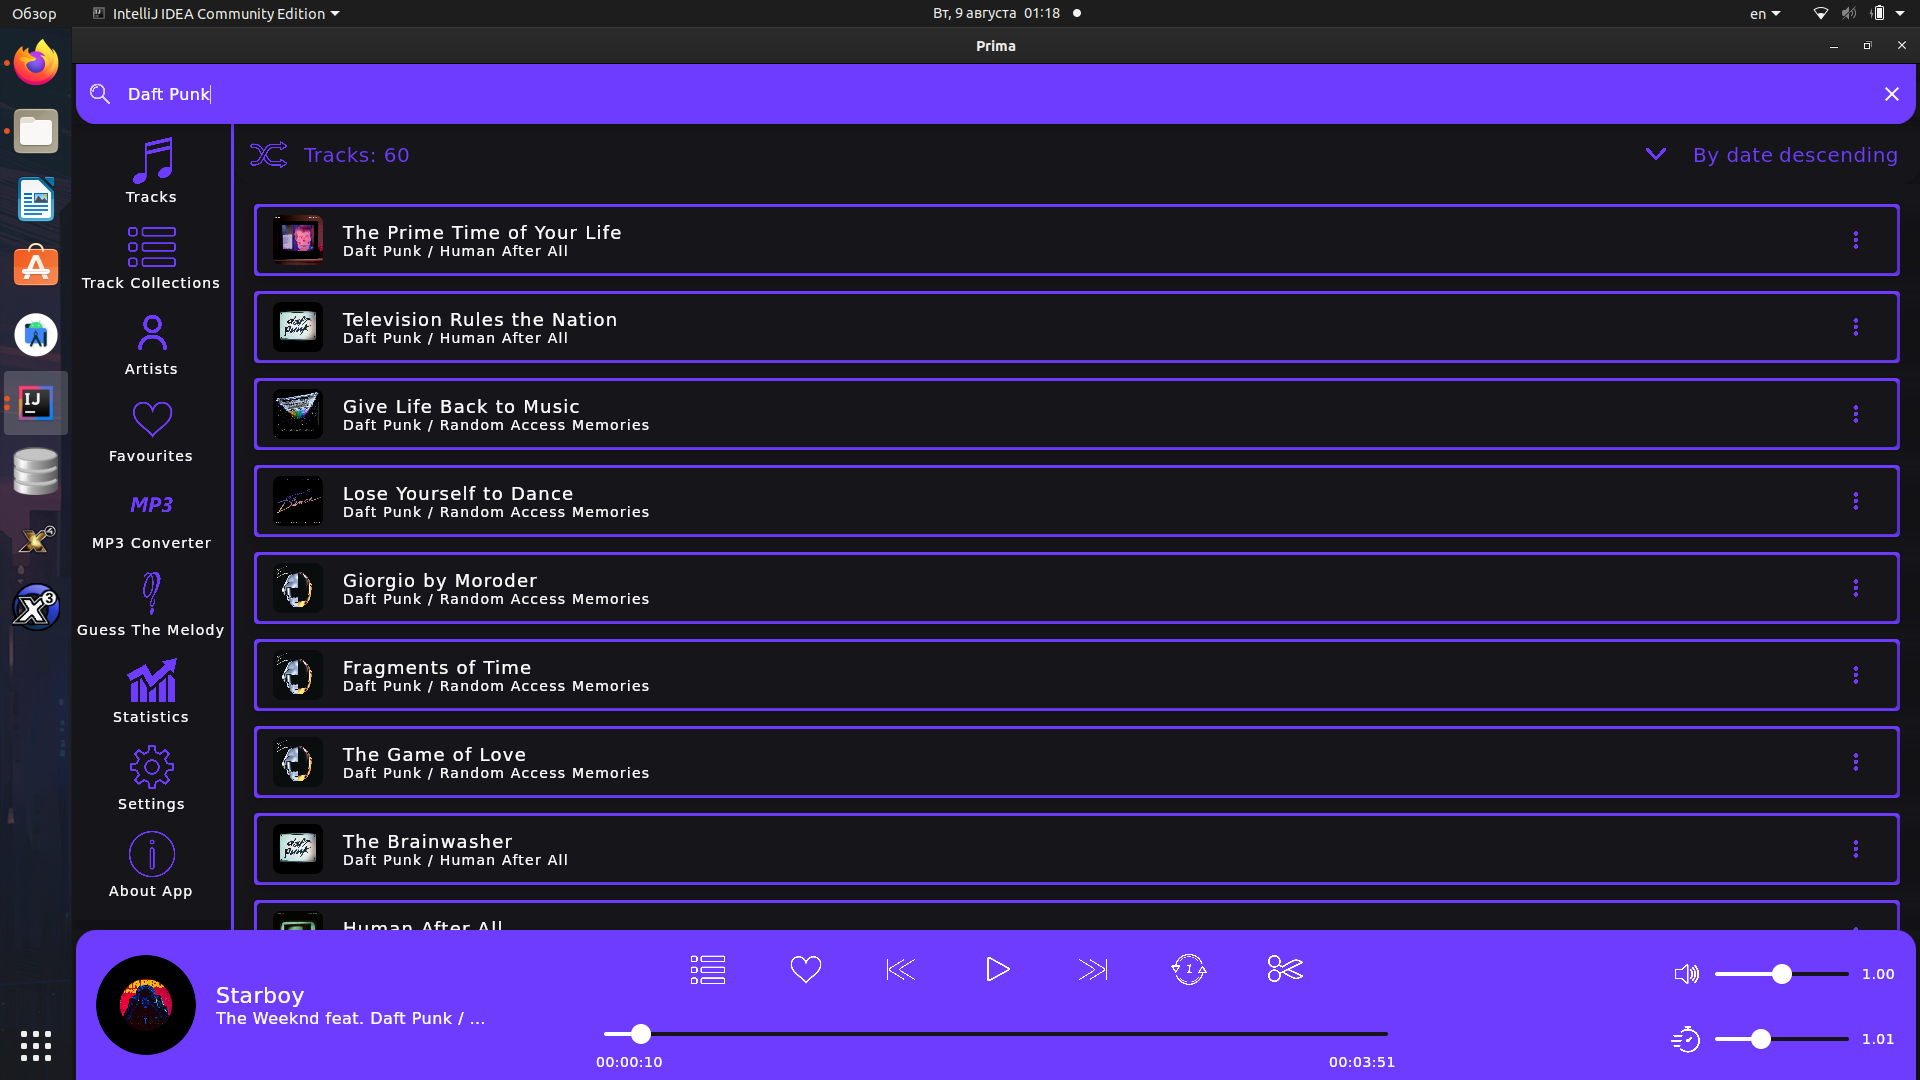 Обзор
IntelliJ IDEA Community Edition
Вт, 9 августа 01:18
en
Prima
Daft Punk
Tracks
Track Collections
Artists
Favourites
MP3
MP3 Converter
Guess The Melody
Statistics
Settings
About App
Tracks: 60
By date descending
The Prime Time of Your Life
Daft Punk / Human After All
Television Rules the Nation
Daft Punk / Human After All
Give Life Back to Music
Daft Punk / Random Access Memories
Lose Yourself to Dance
Daft Punk / Random Access Memories
Giorgio by Moroder
Daft Punk / Random Access Memories
Fragments of Time
Daft Punk / Random Access Memories
The Game of Love
Daft Punk / Random Access Memories
The Brainwasher
Daft Punk / Human After All
Human After All
Starboy
The Weeknd feat. Daft Punk / ...
1
00:00:10
00:03:51
1.00
1.01